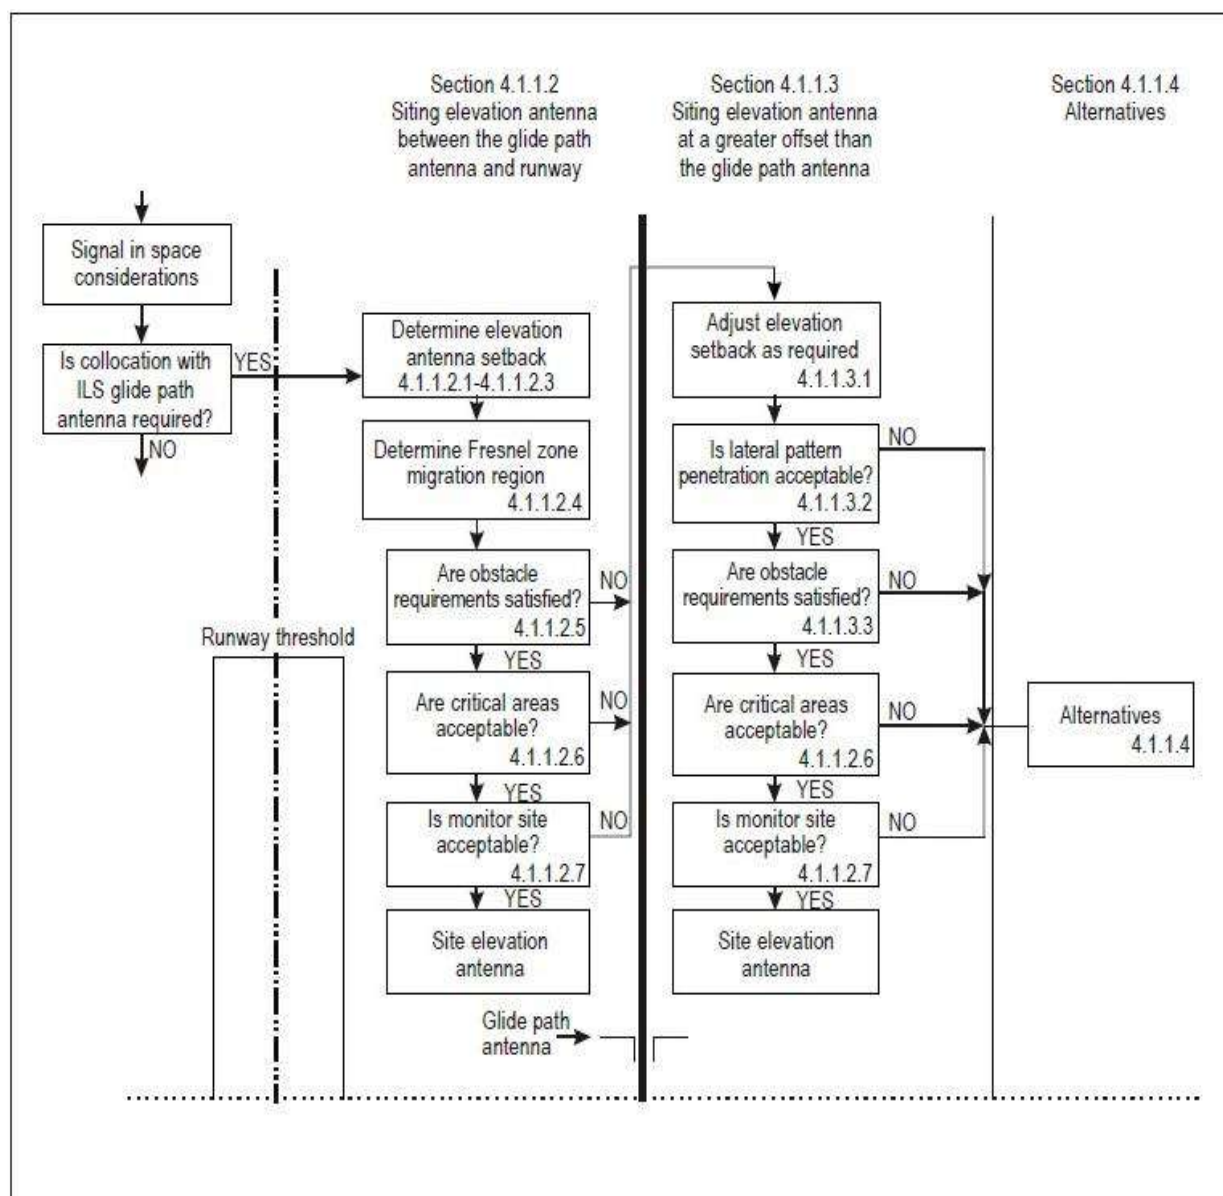 Section 4.1.1.2
Siting elevation antenna
between the glide path
antenna and runway
Section 4.1.1.3
Siting elevation antenna
at a greater offset than
the glide path antenna
Section 4.1.1.4
Alternatives
Signal in space
considerations
Is collocation with
ILS glide path
antenna required?
YES
NO
Runway threshold
Determine elevation
antenna setback
4.1.1.2.1-4.1.1.2.3
Determine Fresnel zone
migration region
4.1.1.2.4
Are obstacle
requirements satisfied?
4.1.1.2.5
NO
YES
Are critical areas
acceptable?
4.1.1.2.6
NO
YES
Is monitor site
acceptable?
4.1.1.2.7
NO
YES
Site elevation
antenna
Glide path
antenna
Adjust elevation
setback as required
4.1.1.3.1
Is lateral pattern
penetration acceptable?
4.1.1.3.2
NO
YES
Are obstacle
requirements satisfied?
4.1.1.3.3
NO
YES
Are critical areas
acceptable?
4.1.1.2.6
NO
YES
Is monitor site
acceptable?
4.1.1.2.7
NO
YES
Site elevation
antenna
Alternatives
4.1.1.4